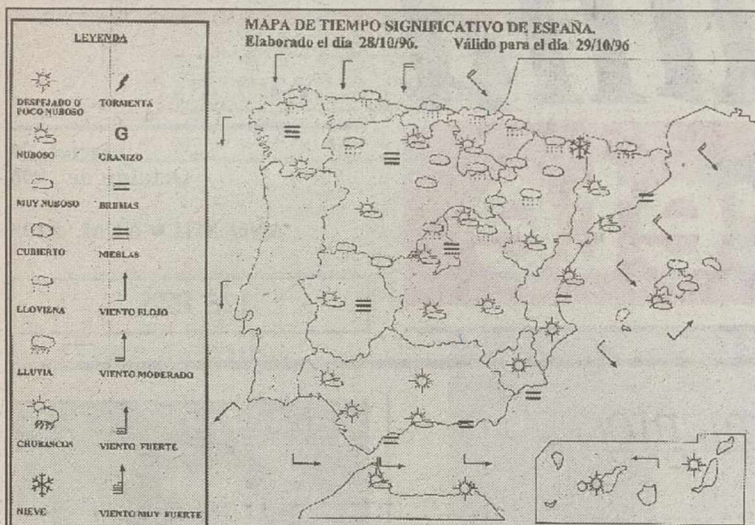 MAPA DE TIEMPO SIGNIFICATIVO DE ESPAÑA.
Elaborado el día 28/10/96. Válido para el día 29/10/96
LEYENDA
DESPEJADO O
POCO NUBOSO
TORMENTA
NUBOSO
G
GRANIZO
MUY NUBOSO
BRUMAS
CUBIERTO
NIEBLAS
LLOVIZNA
VIENTO FLOJO
LLUVIA
VIENTO MODERADO
CHUBASCOS
VIENTO FUERTE
NIEVE
VIENTO MUY FUERTE